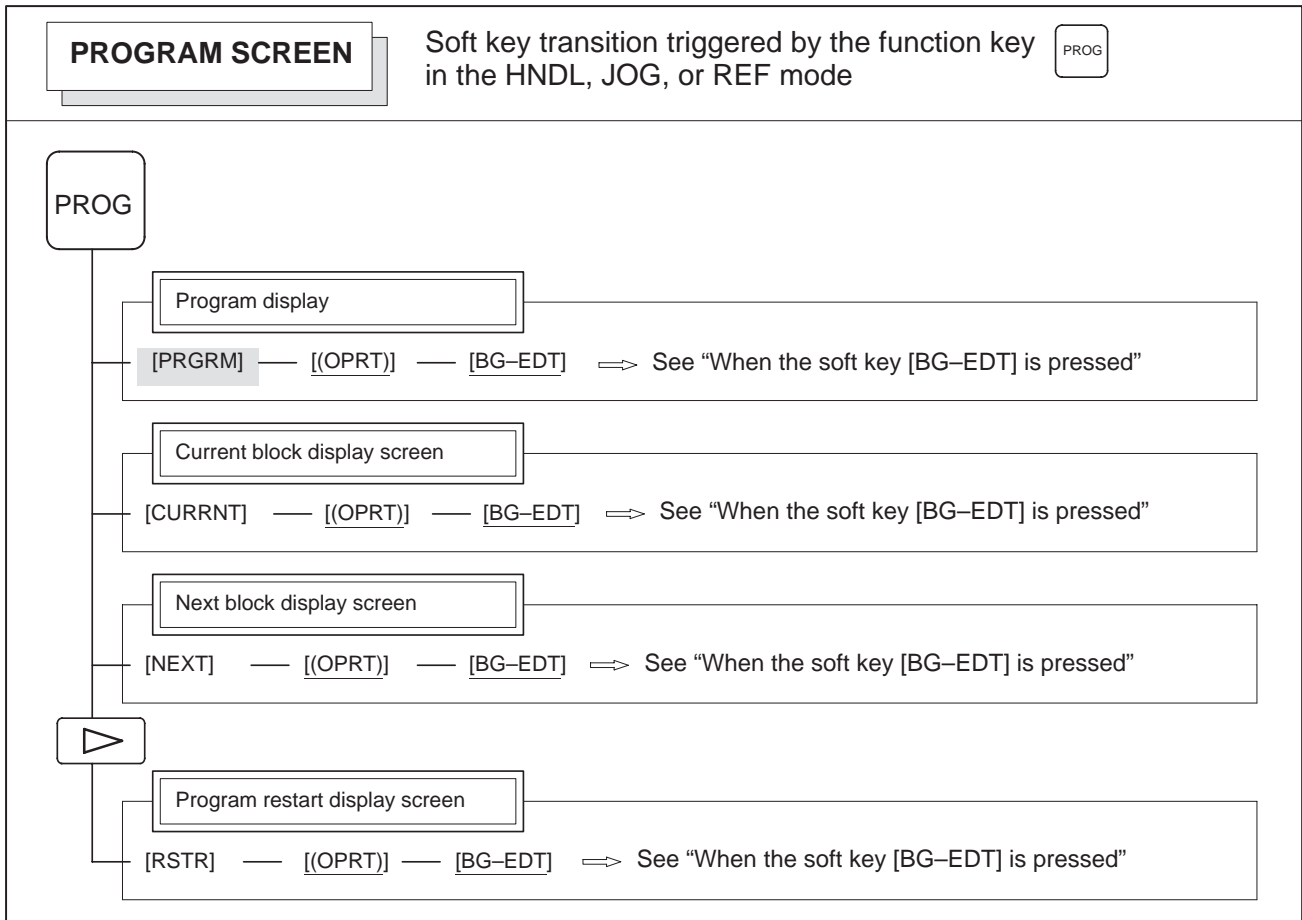 PROGRAM SCREEN
Soft key transition triggered by the function key PROG
in the HNDL, JOG, or REF mode
PROG
Program display
[PRGRM] [(OPRT)] [BG–EDT] See “When the soft key [BG–EDT] is pressed”
Current block display screen
[CURRNT] [(OPRT)] [BG–EDT] See “When the soft key [BG–EDT] is pressed”
Next block display screen
[NEXT] [(OPRT)] [BG–EDT] See “When the soft key [BG–EDT] is pressed”
Program restart display screen
[RSTR] [(OPRT)] [BG–EDT] See “When the soft key [BG–EDT] is pressed”